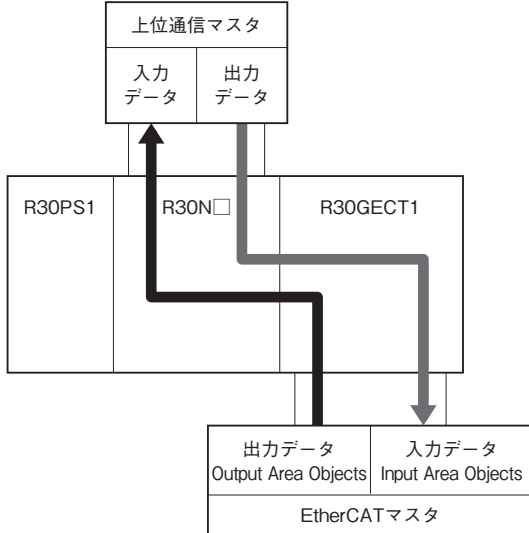 上位通信マスタ
入力
データ
出力
データ
R30PS1
R30N□
R30GECT1
出力データ
Output Area Objects
入力データ
Input Area Objects
EtherCATマスタ